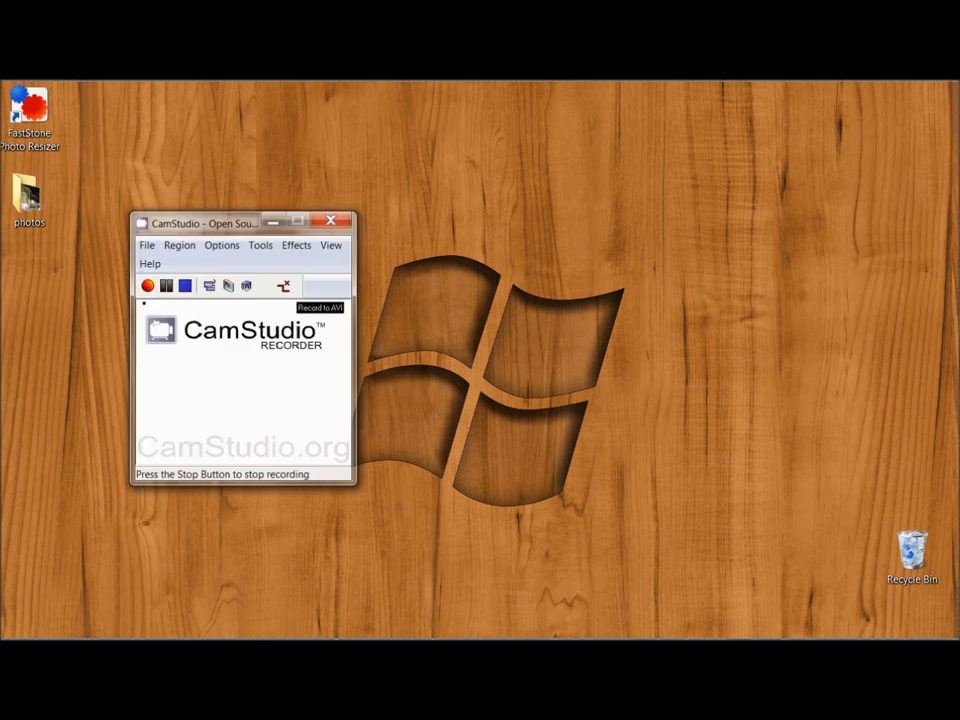 FastStone
Photo Resizer
photos
CamStudio - Open Sou...
File Region Options Tools Effects View
Help
Record to AVI
CamStudio™
RECORDER
CamStudio.org
Press the Stop Button to stop recording
Recycle Bin